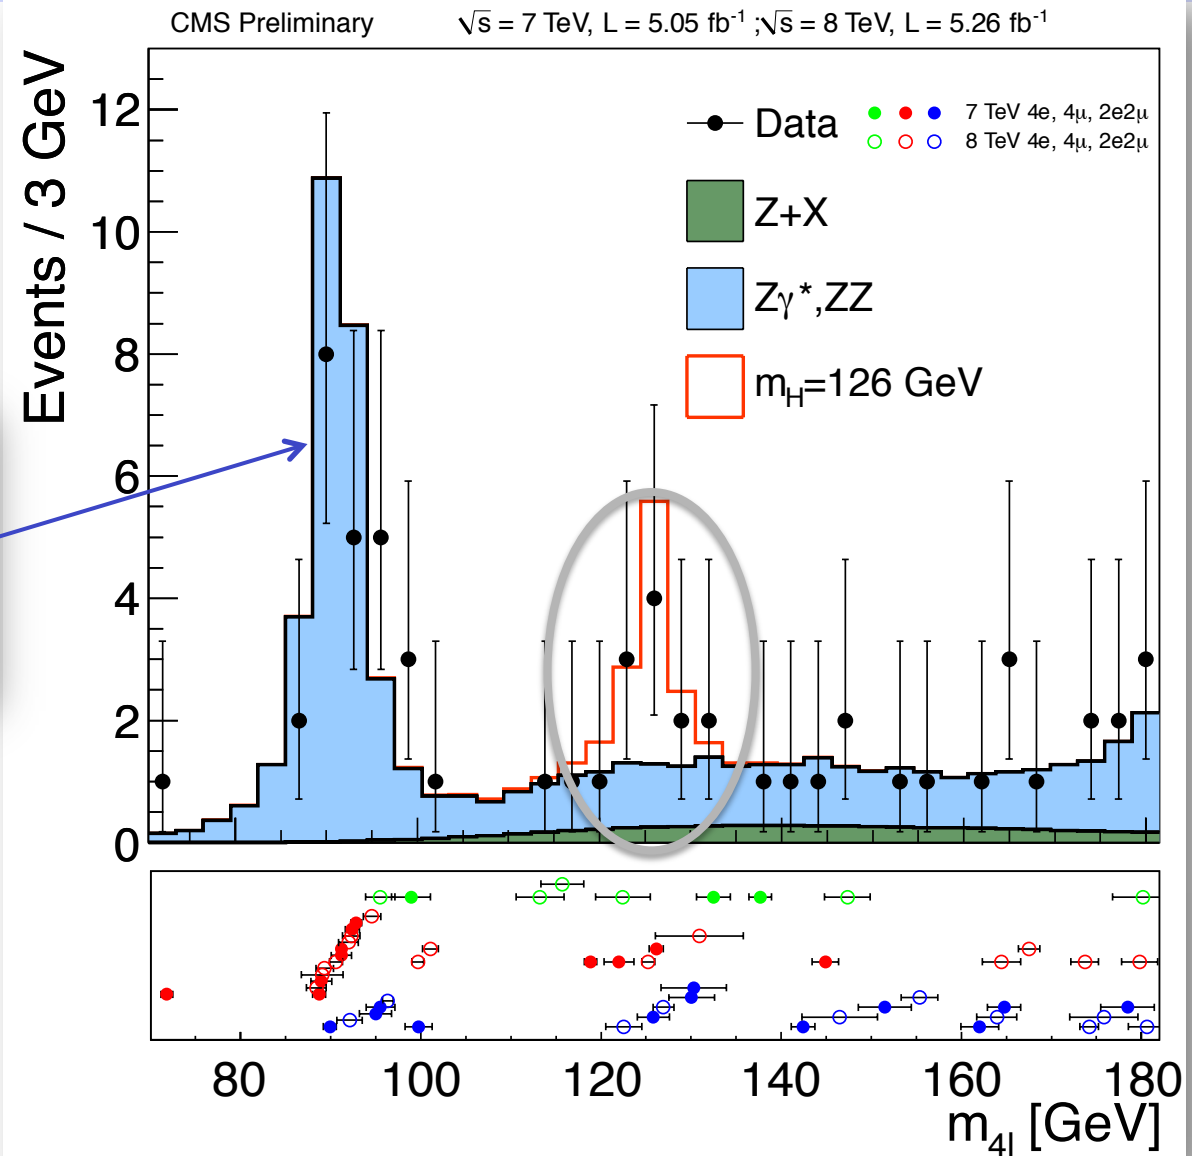 CMS Preliminary √s = 7 TeV, L = 5.05 fb⁻¹ ;√s = 8 TeV, L = 5.26 fb⁻¹
Events / 3 GeV
12
10
8
6
4
2
0
Data
7 TeV 4e, 4μ, 2e2μ
8 TeV 4e, 4μ, 2e2μ
Z+X
Zγ*,ZZ
m_H=126 GeV
80 100 120 140 160 180
m_4l [GeV]